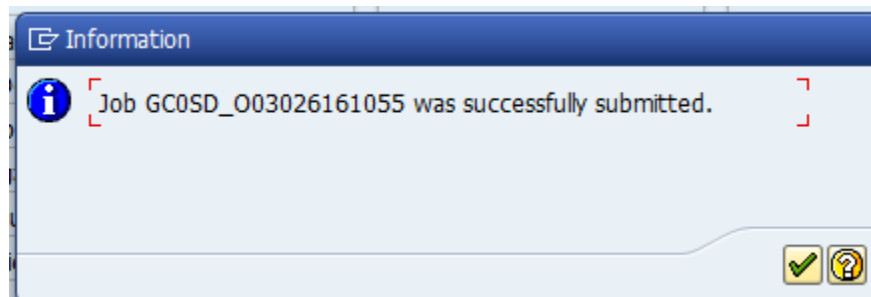 Information
Job GC0SD_O03026161055 was successfully submitted.